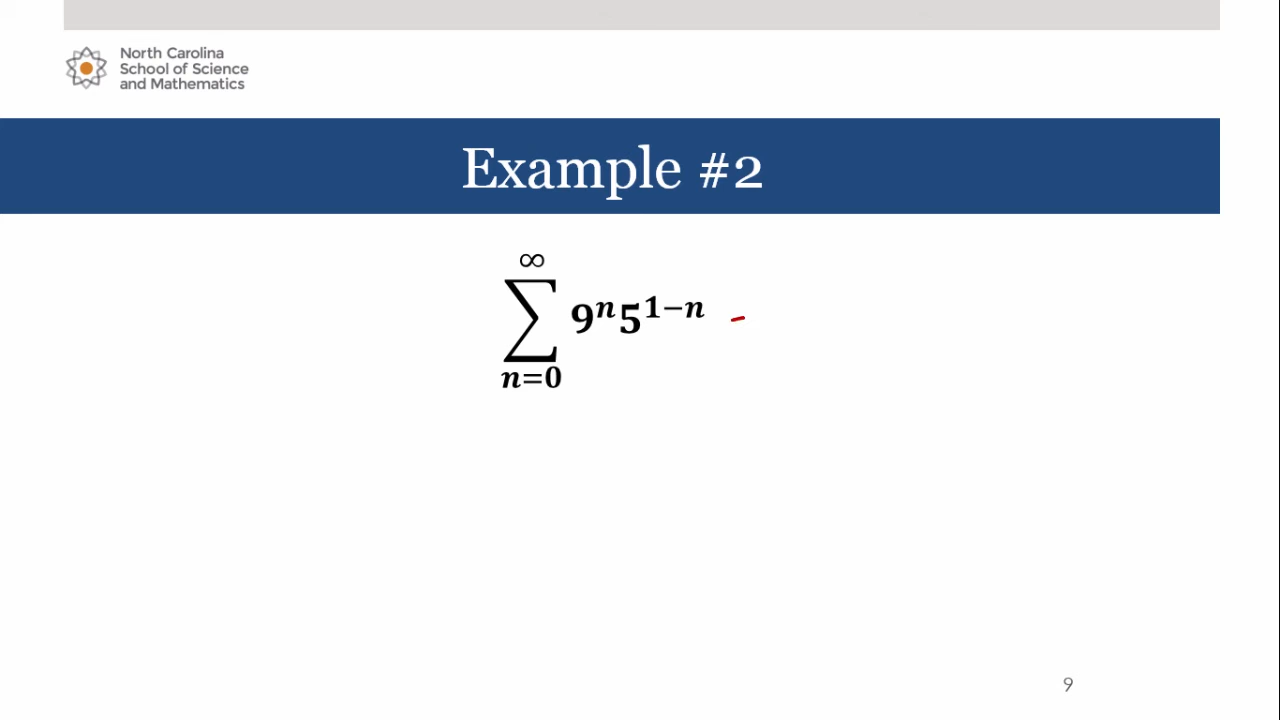 North Carolina
School of Science
and Mathematics
Example #2
∞
∑ 9ⁿ5¹⁻ⁿ
n=0
9